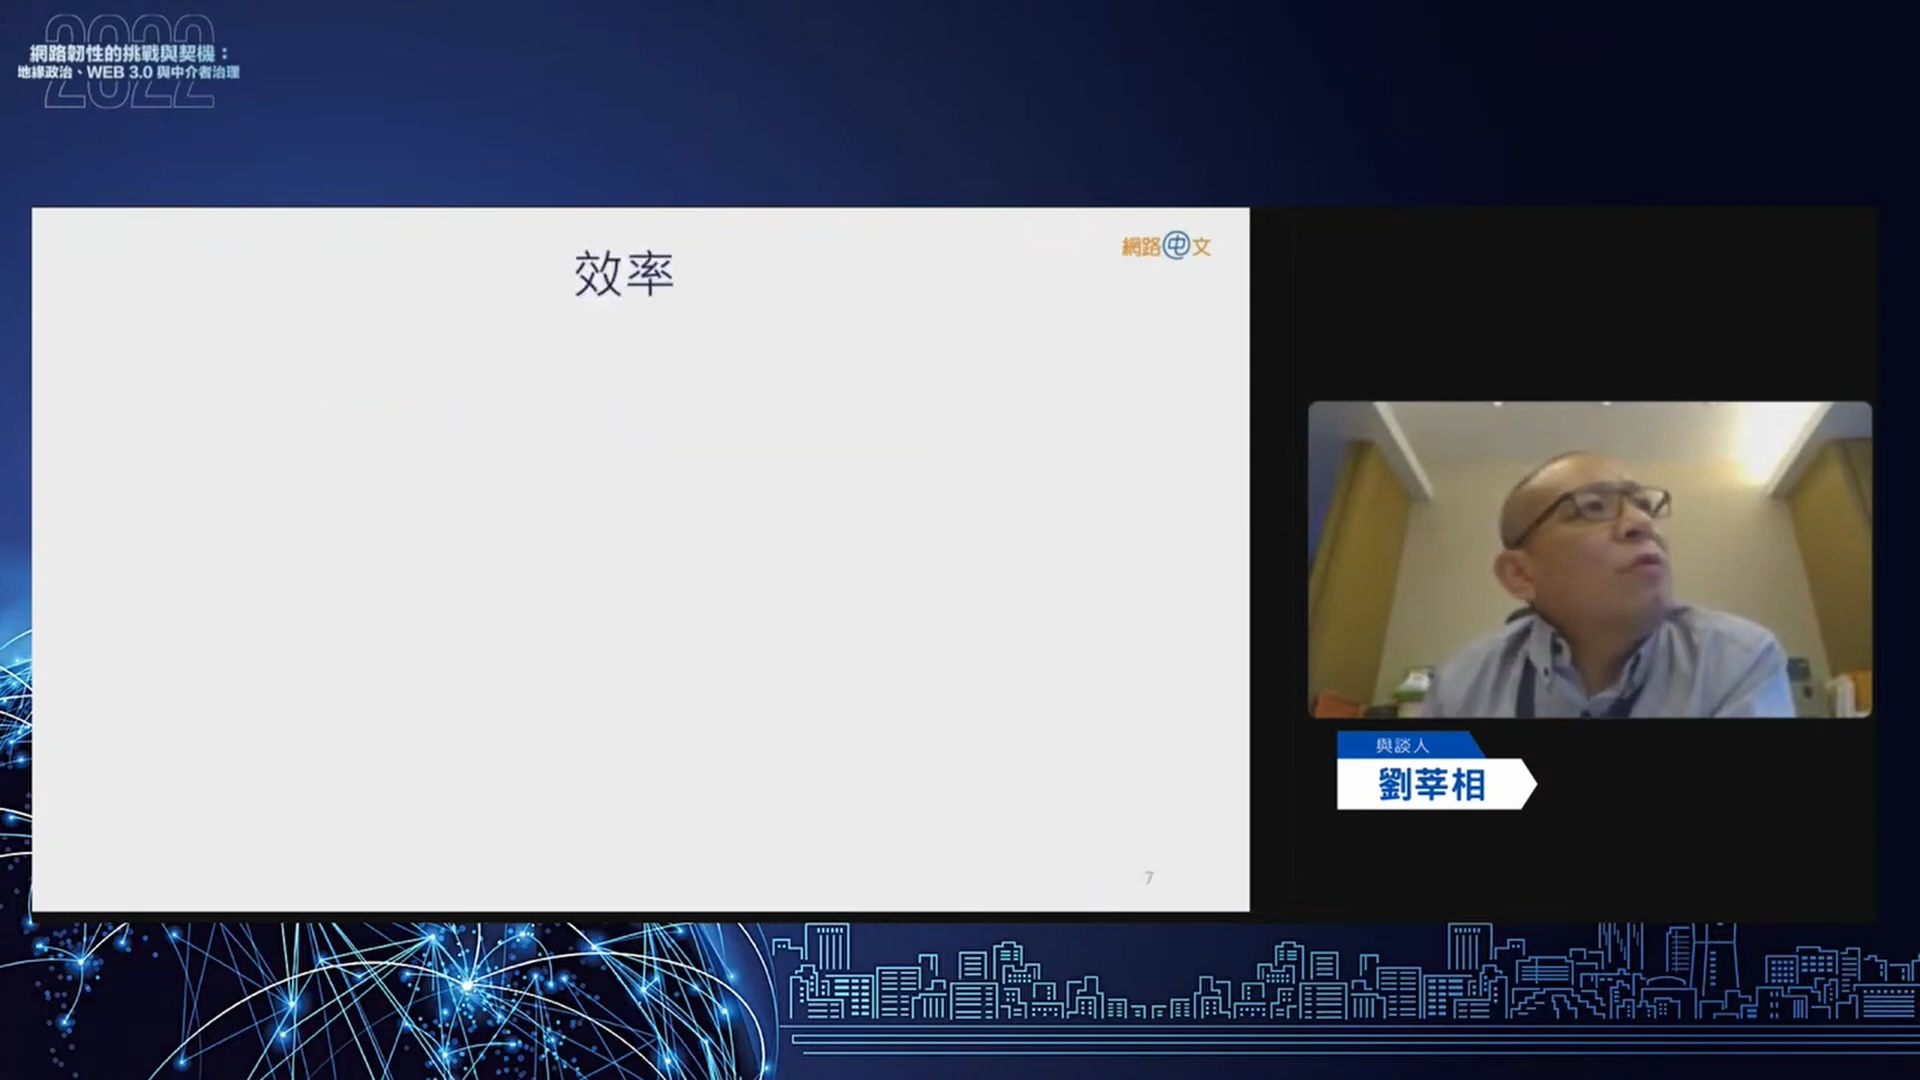 2022
網路韌性的挑戰與契機：
地緣政治、WEB 3.0 與中介者治理
效率
網路中文
7
與談人
劉莘相